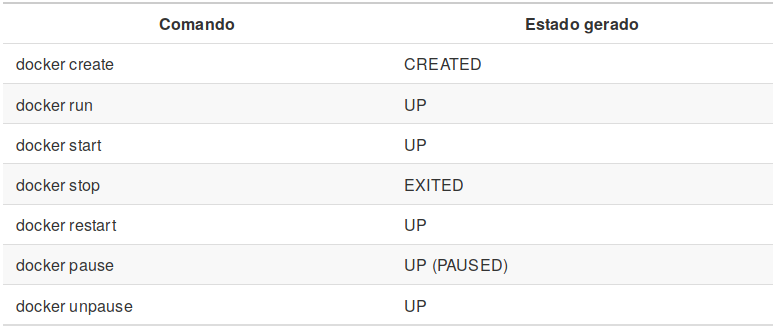 Comando Estado gerado
docker create CREATED
docker run UP
docker start UP
docker stop EXITED
docker restart UP
docker pause UP (PAUSED)
docker unpause UP